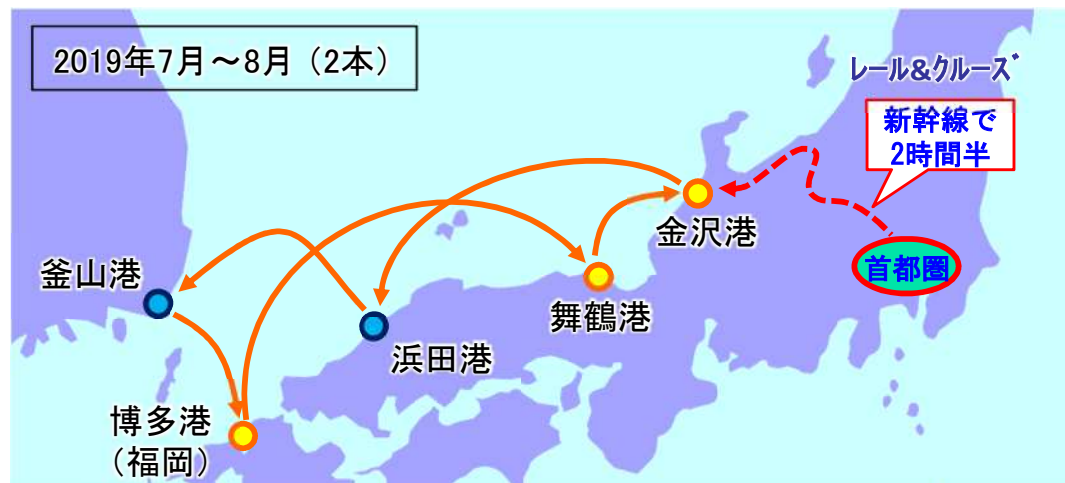 2019年7月～8月（2本）
レール&クルーズ
新幹線で
2時間半
金沢港
首都圏
釜山港
舞鶴港
浜田港
博多港
（福岡）